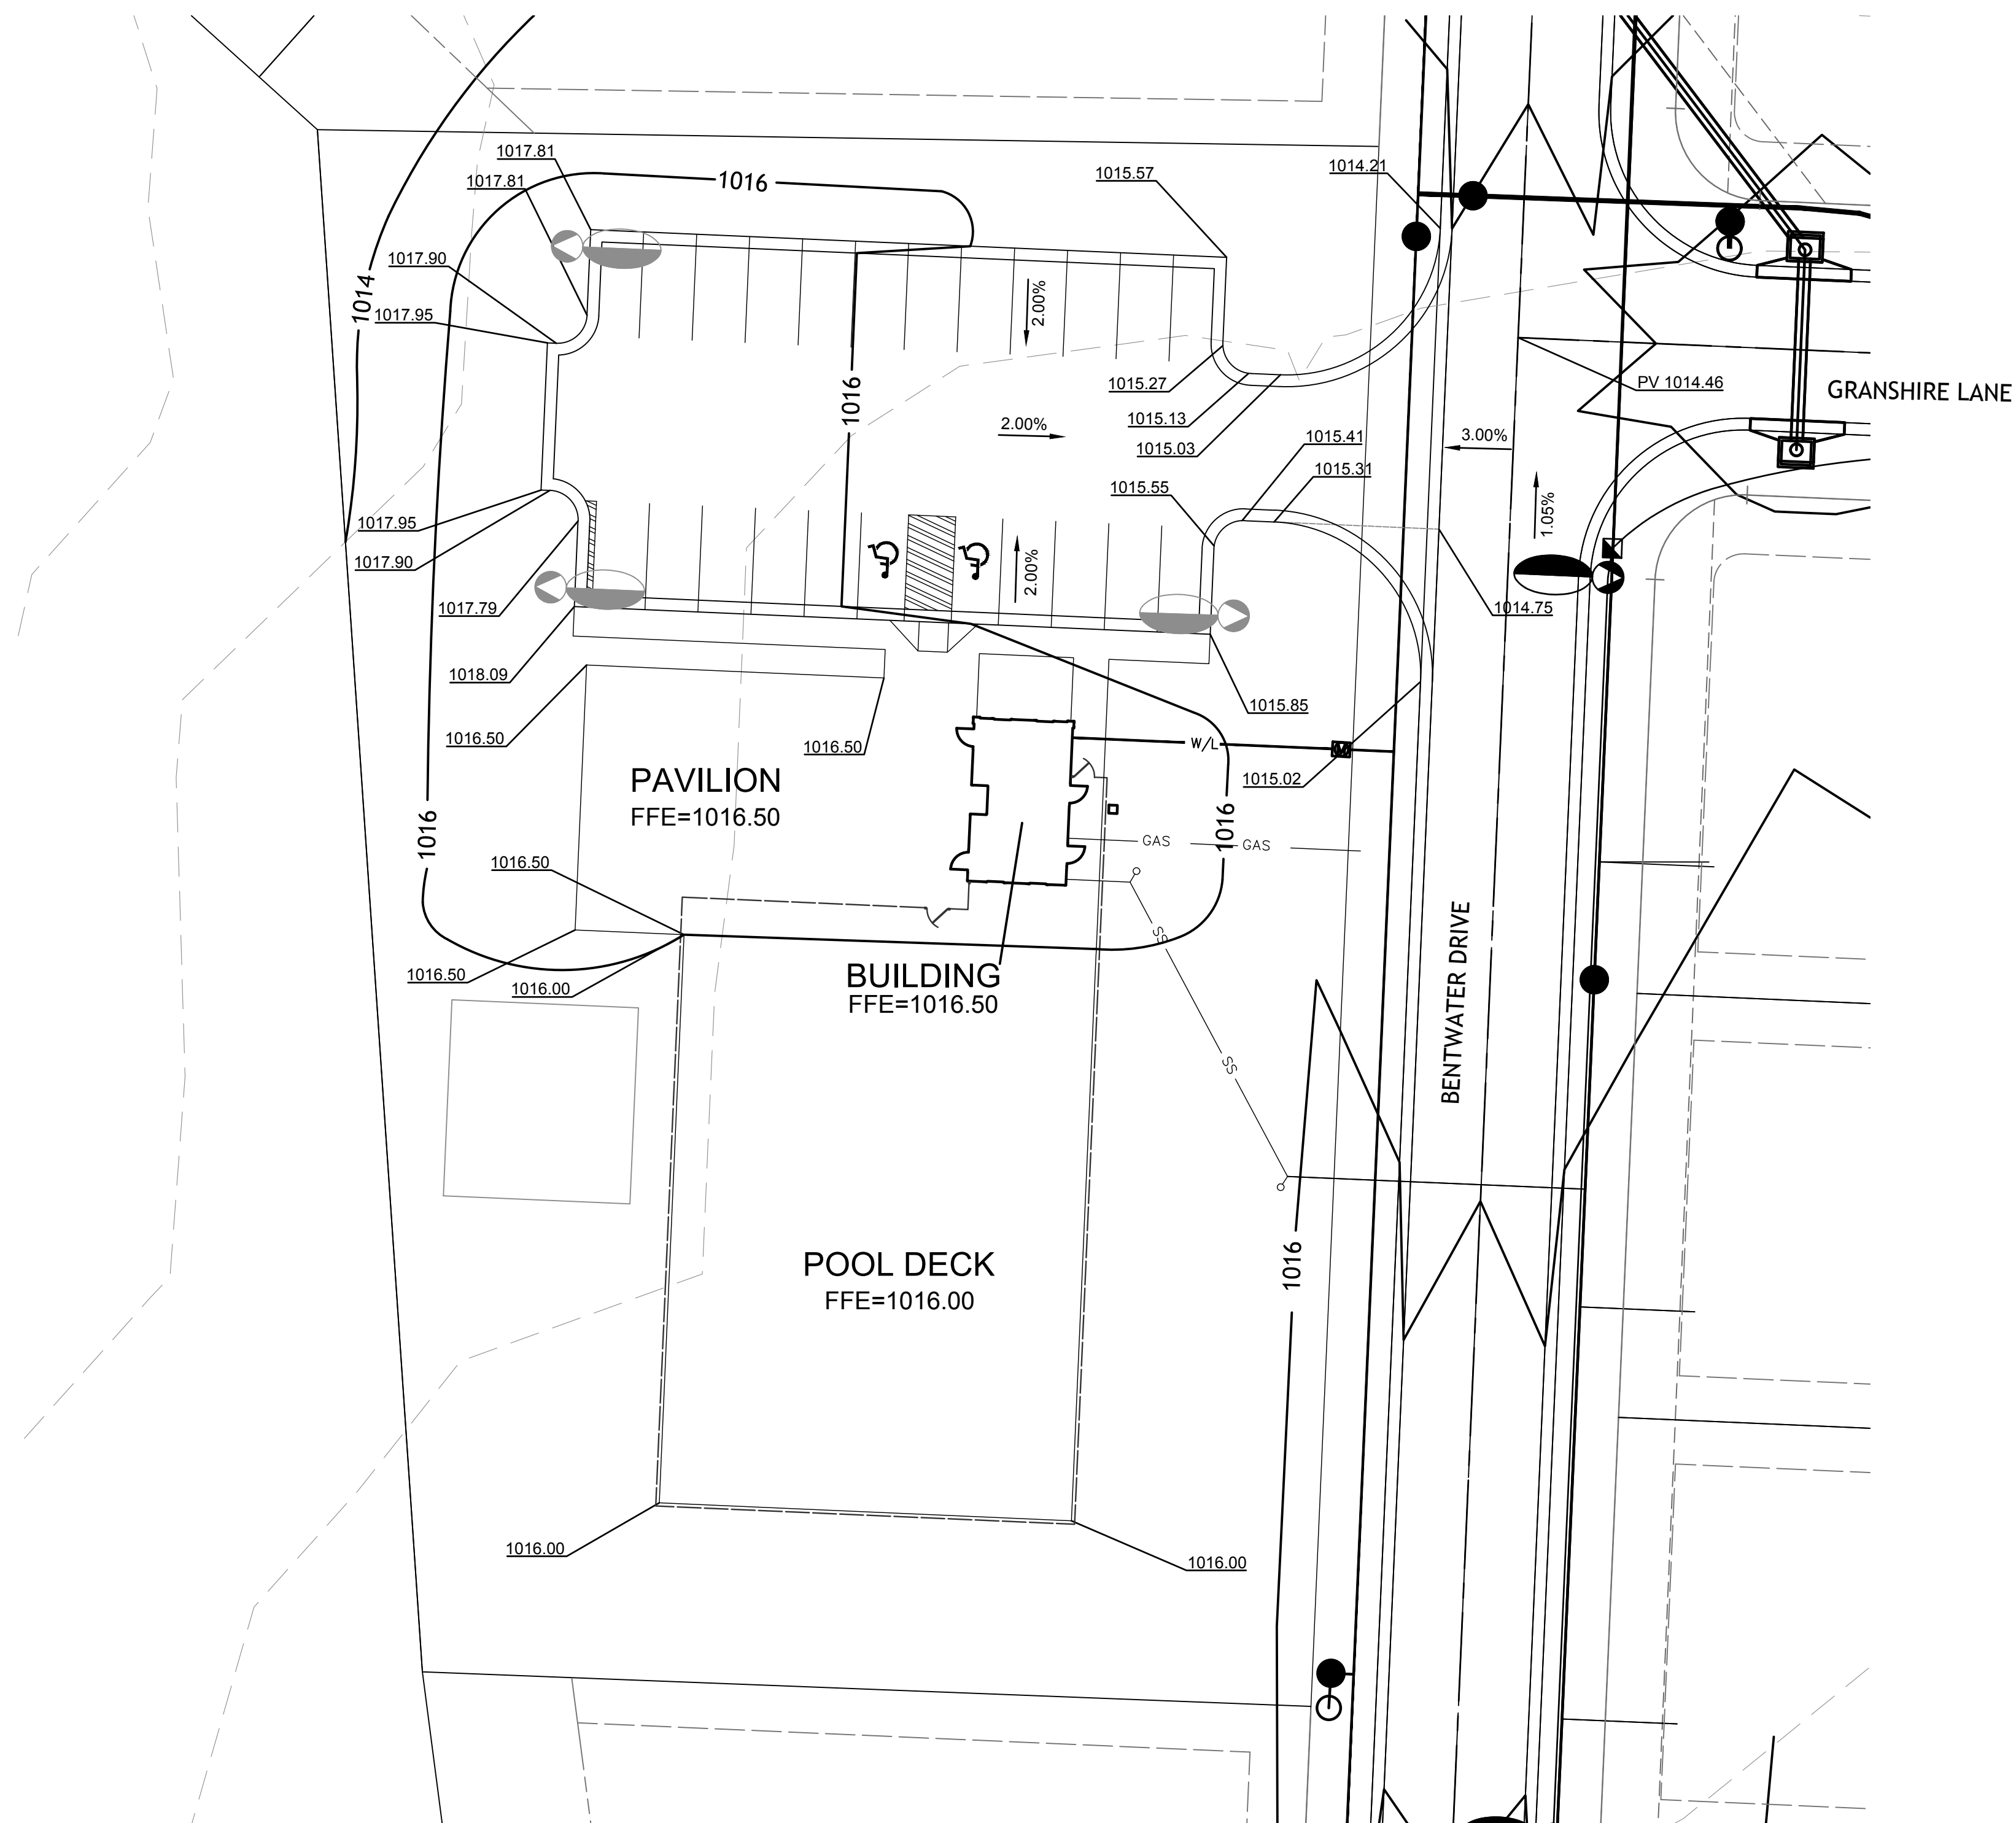 1017.81
1017.81
1016
1015.57
1014.21
1017.90
1014
1017.95
2.00%
1016
1015.27
PV 1014.46
GRANSHIRE LANE
1015.13
2.00%
1015.03
1015.41
3.00%
1015.31
1015.55
1.05%
1017.95
1017.90
2.00%
1017.79
1014.75
1018.09
1015.85
1016.50
1016.50
W/L
M
1015.02
PAVILION
FFE=1016.50
1016
1016
GAS
GAS
1016.50
SS
1016.50
1016.00
BUILDING
FFE=1016.50
BENTWATER DRIVE
SS
1016
POOL DECK
FFE=1016.00
1016.00
1016.00